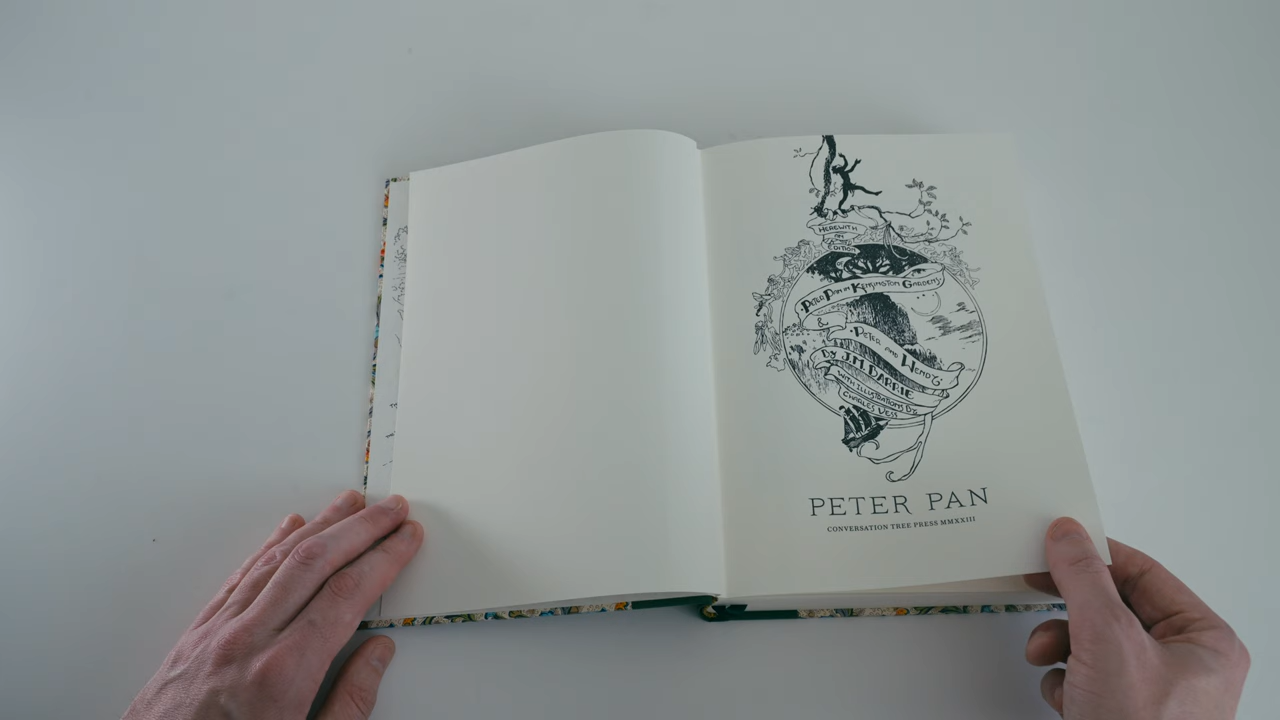 HEREWITH
AN
EDITION
PETER PAN IN KENSINGTON GARDENS
&
PETER AND WENDY
BY J.M. BARRIE
WITH ILLUSTRATIONS BY
CHARLES VESS
PETER PAN
CONVERSATION TREE PRESS MMXXIII